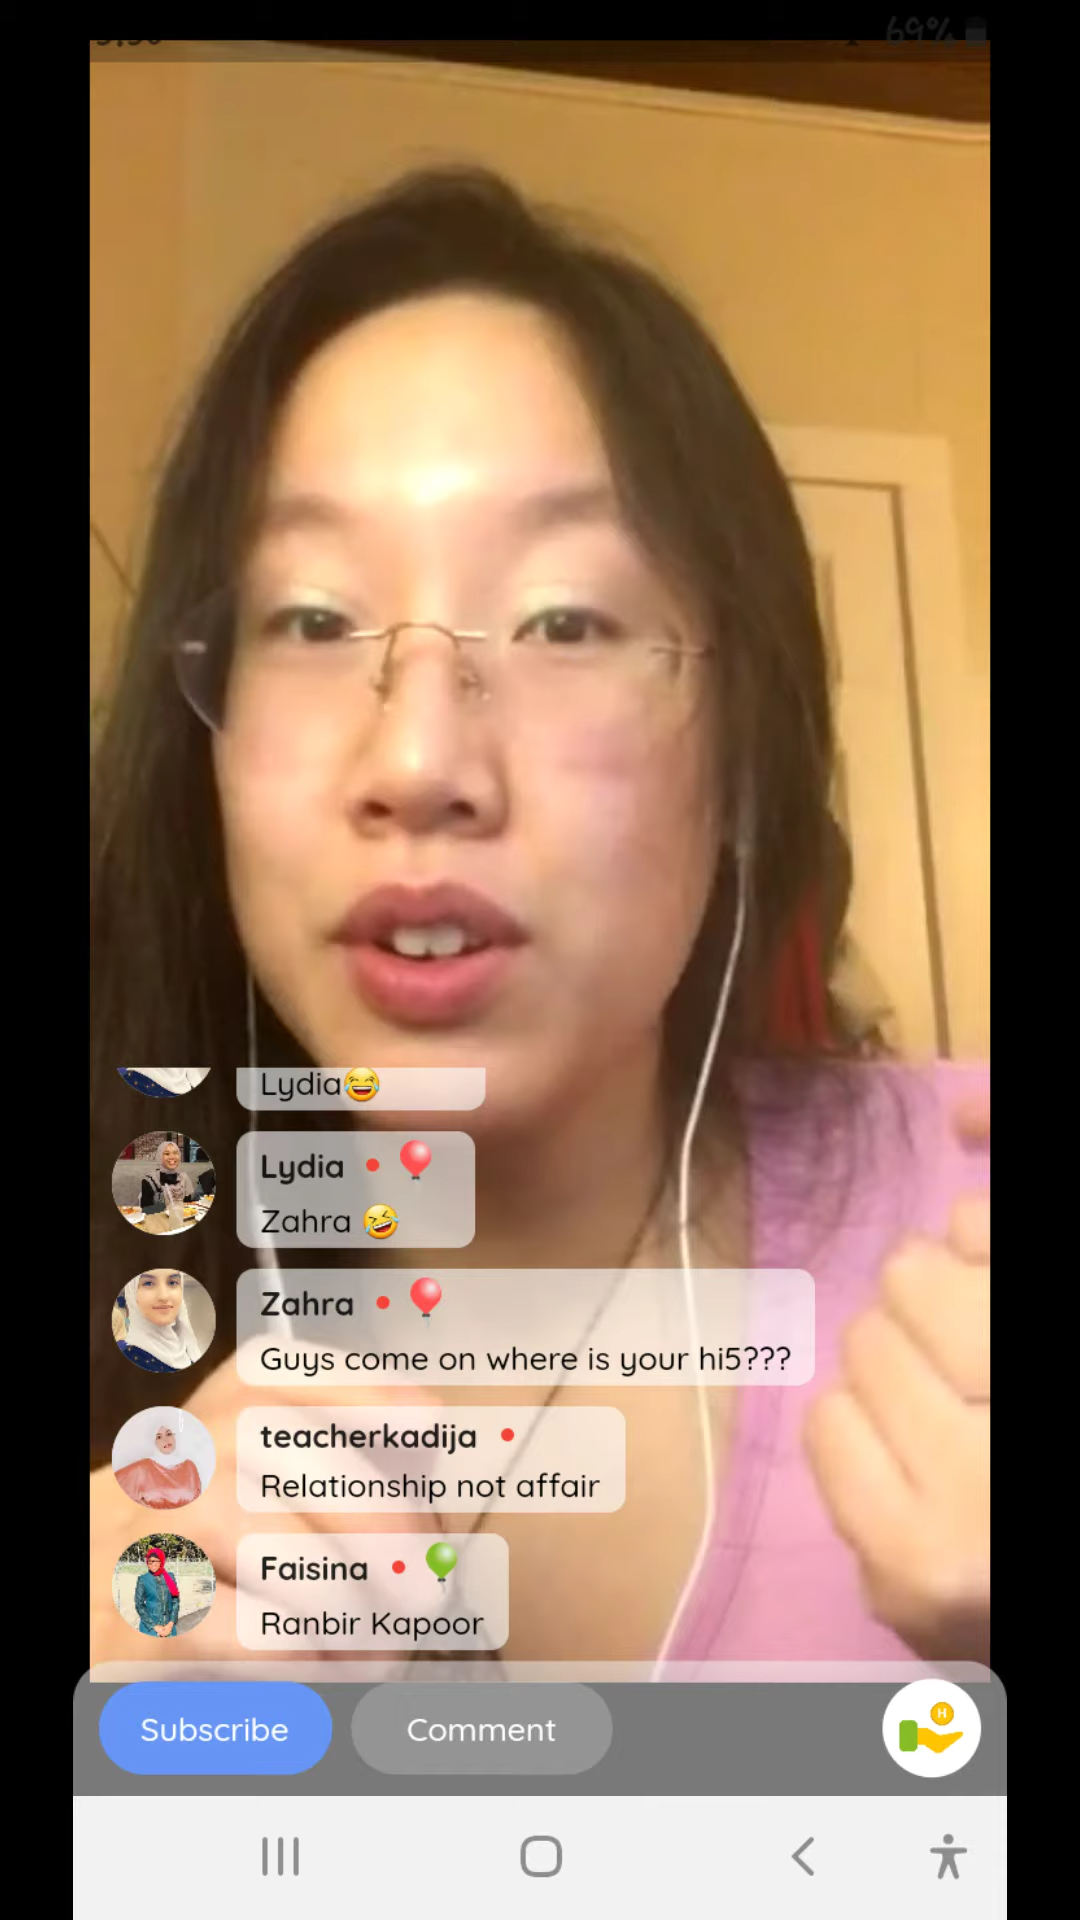 69%
Lydia😂
Lydia
Zahra 🤣
Zahra
Guys come on where is your hi5???
teacherkadija
Relationship not affair
Faisina
Ranbir Kapoor
Subscribe
Comment
H